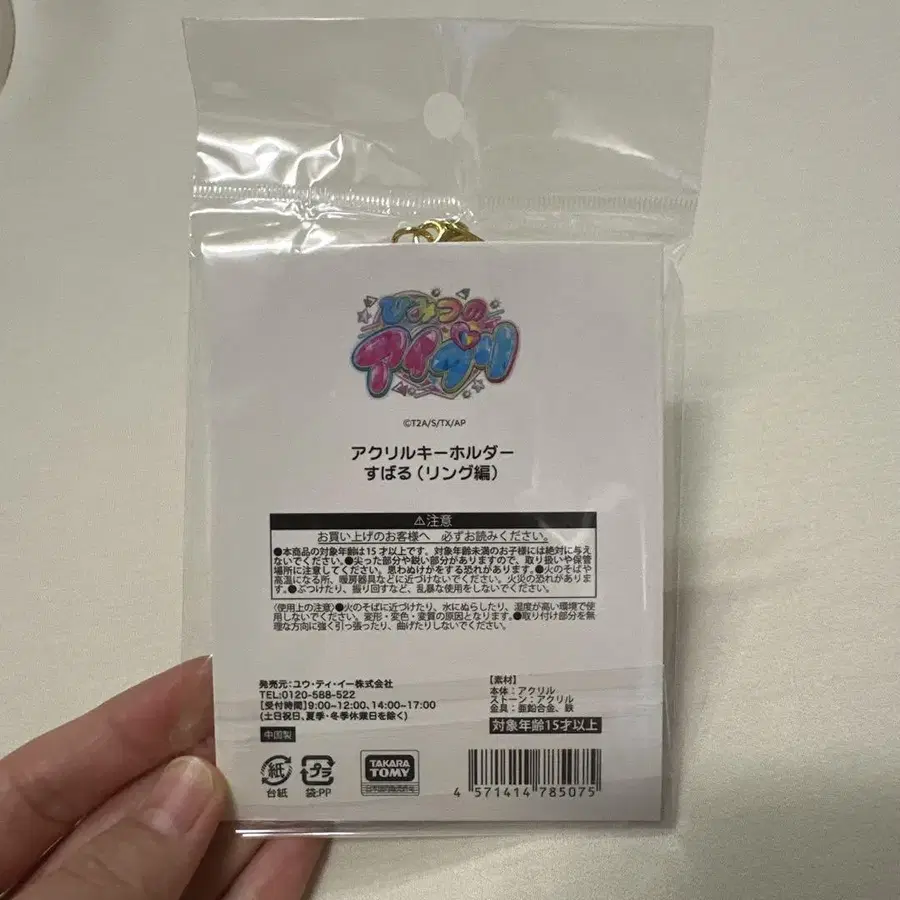 ひみつの
アイプリ
©T2A/S/TX/AP
アクリルキーホルダー
すばる(リング編)
⚠注意
お買い上げのお客様へ 必ずお読みください。
●本商品の対象年齢は15才以上です。対象年齢未満のお子様には絶対に与え
ないでください。●尖った部分や鋭い部分がありますので、取り扱いや保管
場所に注意してください。思わぬけがをする恐れがあります。●火のそばや
高温になる所、暖房器具などに近づけないでください。火災の恐れがありま
す。●ぶつけたり、振り回すなど、乱暴な使用をしないでください。
〈使用上の注意〉●火のそばに近づけたり、水にぬらしたり、湿度が高い環境で使
用しないでください。変形・変色・変質の原因となります。●取り付け部分を無
理な方向に強く引っ張ったり、曲げたりしないでください。
発売元:ユウ・ティ・イー株式会社
TEL:0120-588-522
[受付時間]9:00~12:00、14:00~17:00
(土日祝日、夏季・冬季休業日を除く)
中国製
【素材】
本体:アクリル
ストーン:アクリル
金具:亜鉛合金、鉄
対象年齢15才以上
紙
台紙
プラ
袋:PP
TAKARA
TOMY
4 571414 785075